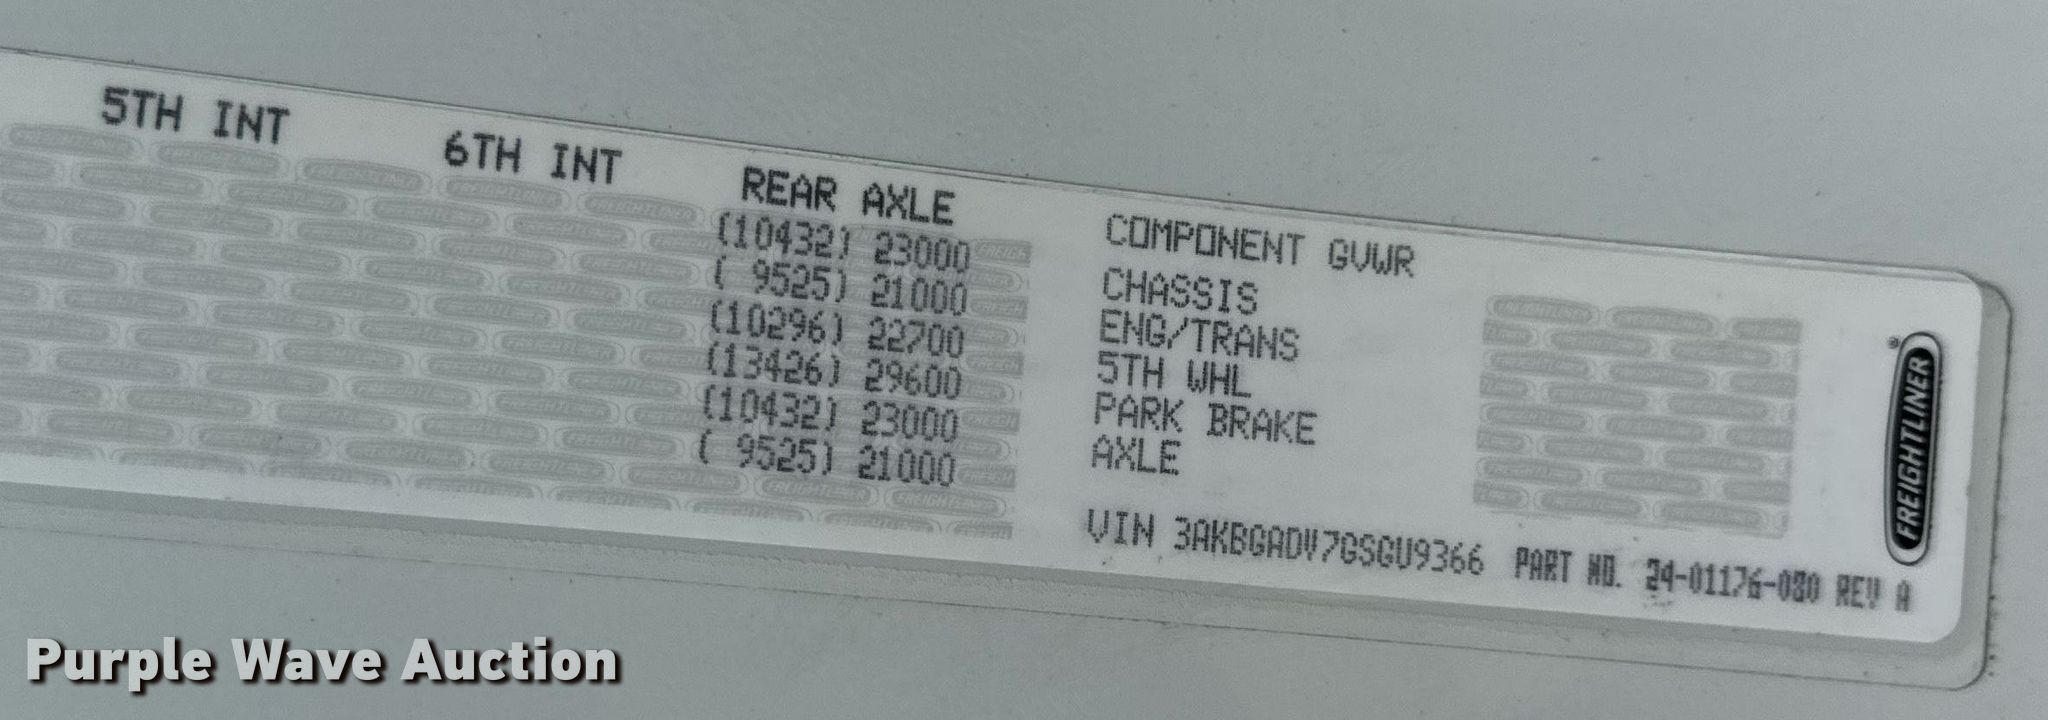 5TH INT 6TH INT REAR AXLE
(10432) 23000
( 9525) 21000
(10296) 22700
(13426) 29600
(10432) 23000
( 9525) 21000
COMPONENT GVWR
CHASSIS
ENG/TRANS
5TH WHL
PARK BRAKE
AXLE
VIN 3AKBGADV7GSGU9366 PART NO. 24-01176-080 REV A
FREIGHTLINER
Purple Wave Auction